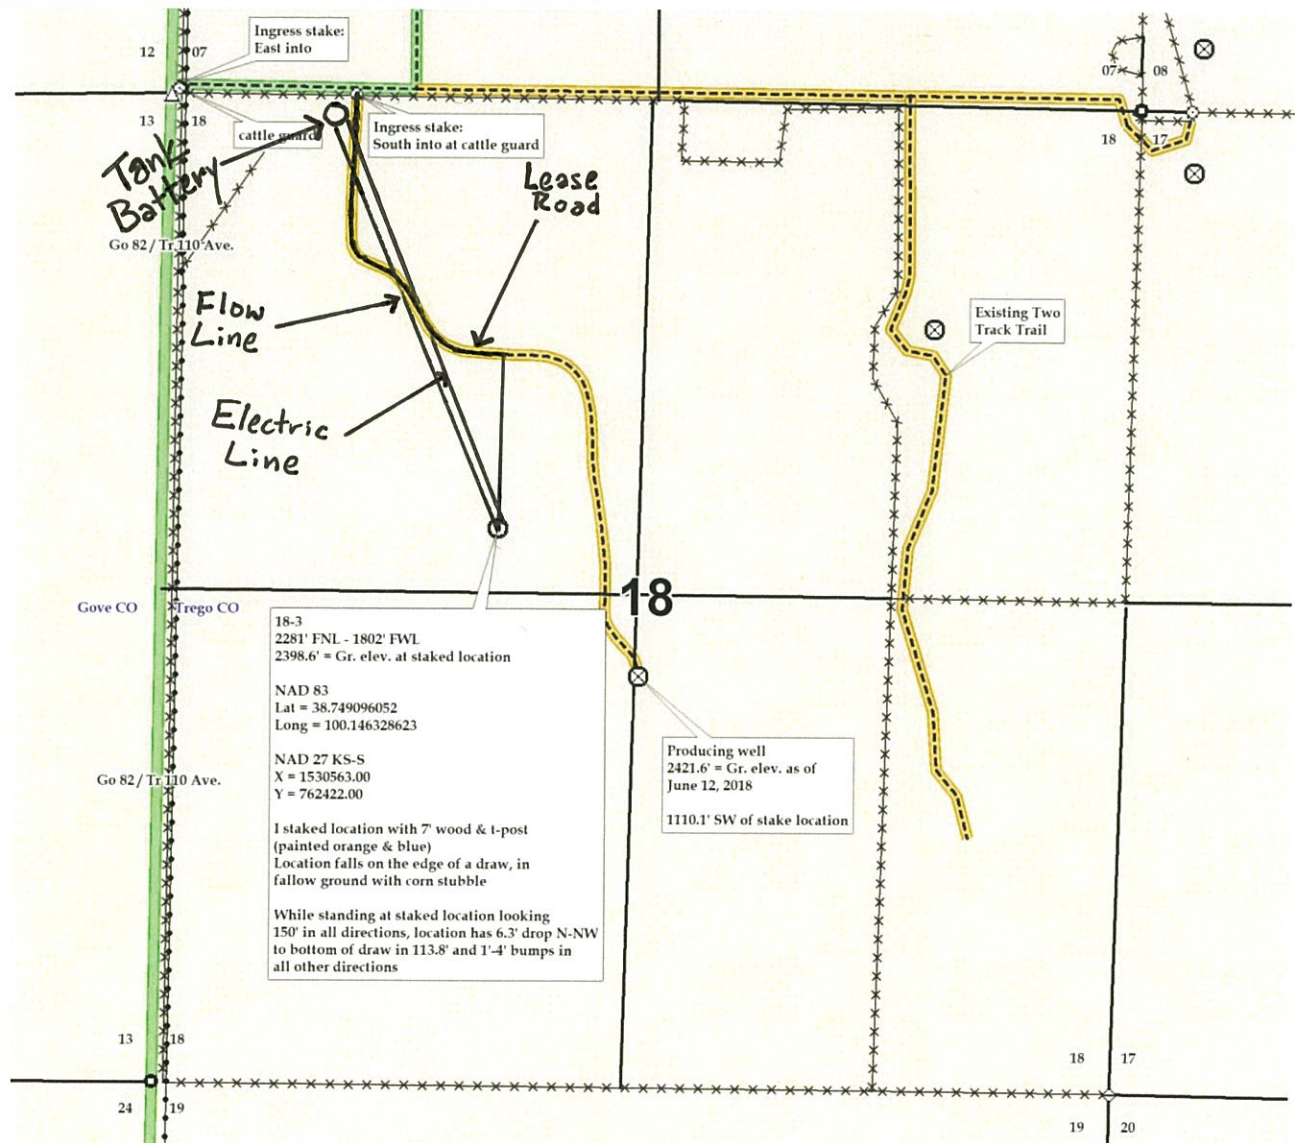 Ingress stake:
East into
12
07
07
08
13
18
cattle guard
Ingress stake:
South into at cattle guard
18
17
Tank
Battery
Lease
Road
Go 82 / Tr 110 Ave.
Flow
Line
Existing Two
Track Trail
Electric
Line
18
Gove CO
Trego CO
18-3
2281' FNL - 1802' FWL
2398.6' = Gr. elev. at staked location
NAD 83
Lat = 38.749096052
Long = 100.146328623
NAD 27 KS-S
X = 1530563.00
Y = 762422.00
I staked location with 7' wood & t-post
(painted orange & blue)
Location falls on the edge of a draw, in
fallow ground with corn stubble
While standing at staked location looking
150' in all directions, location has 6.3' drop N-NW
to bottom of draw in 113.8' and 1'-4' bumps in
all other directions
Producing well
2421.6' = Gr. elev. as of
June 12, 2018
1110.1' SW of stake location
Go 82 / Tr 110 Ave.
13
18
18
17
24
19
19
20